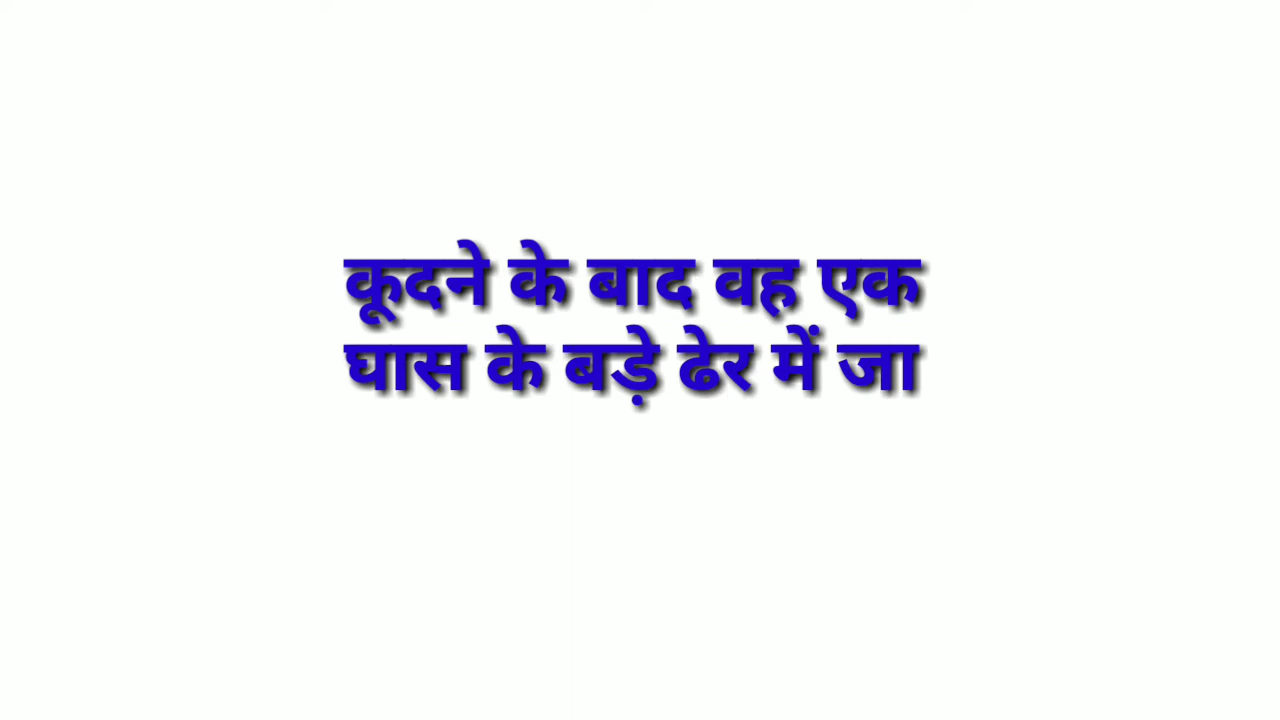 कूदने के बाद वह एक
घास के बड़े ढेर में जा